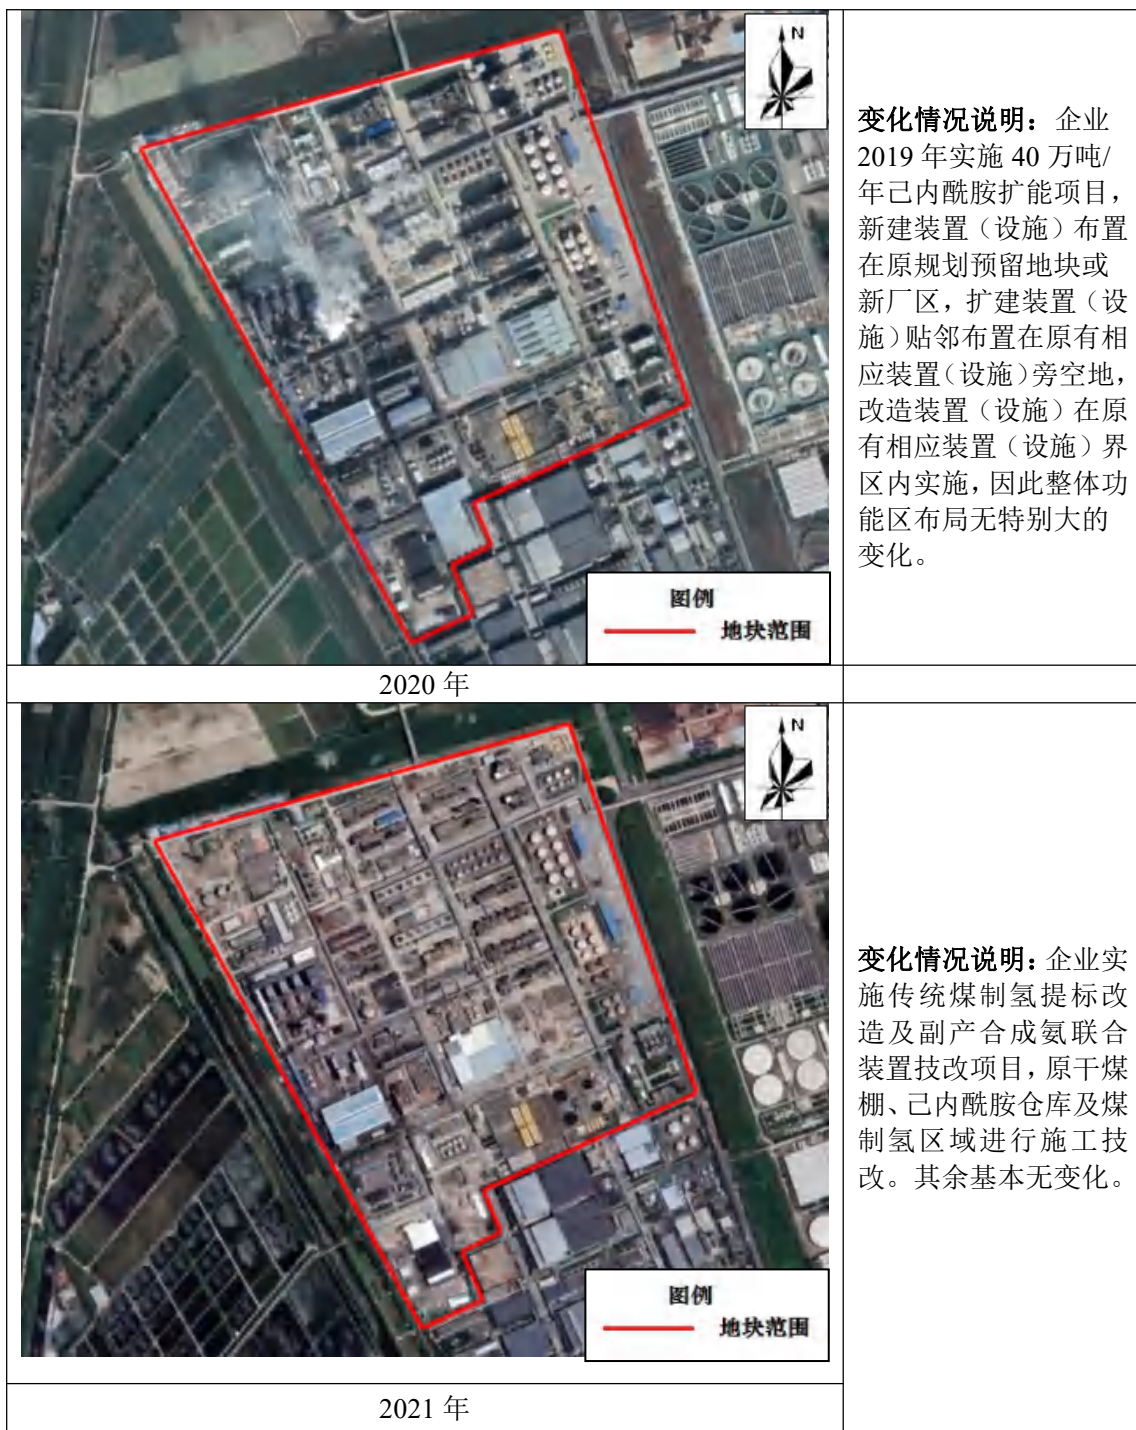 N
变化情况说明：企业
2019 年实施 40 万吨/
年己内酰胺扩能项目，
新建装置（设施）布置
在原规划预留地块或
新厂区，扩建装置（设
施）贴邻布置在原有相
应装置（设施）旁空地，
改造装置（设施）在原
有相应装置（设施）界
区内实施，因此整体功
能区布局无特别大的
变化。
图例
地块范围
2020 年
N
变化情况说明：企业实
施传统煤制氢提标改
造及副产合成氨联合
装置技改项目，原干煤
棚、己内酰胺仓库及煤
制氢区域进行施工技
改。其余基本无变化。
图例
地块范围
2021 年